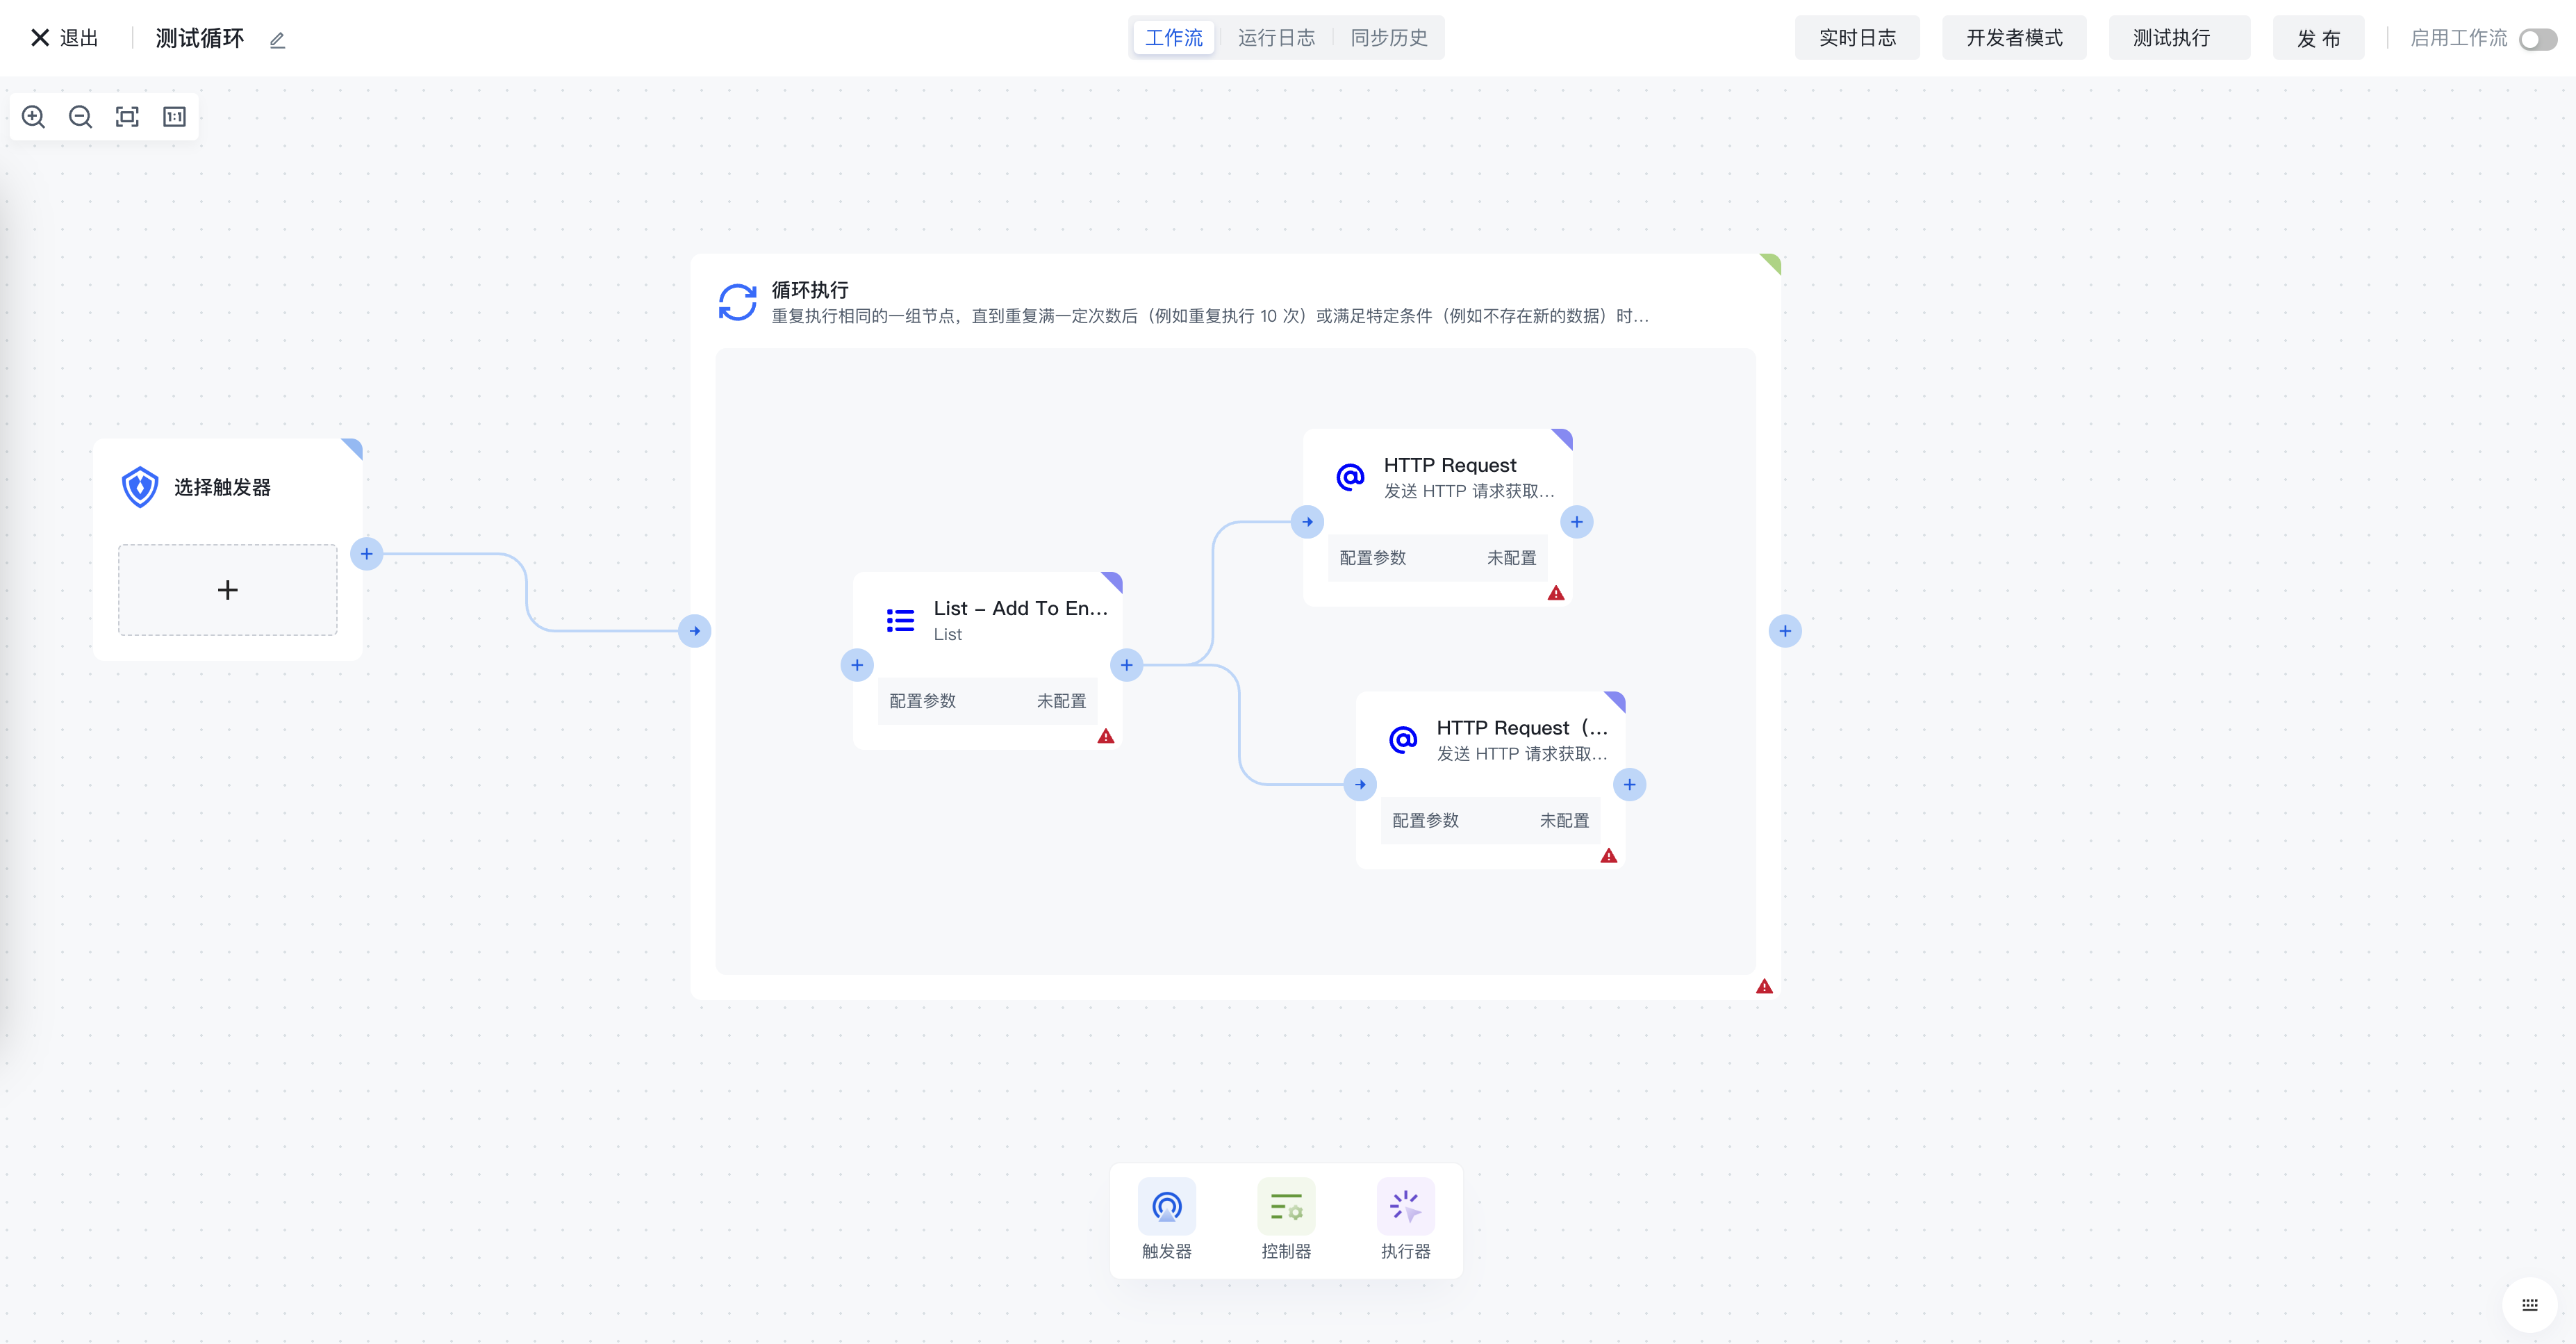 退出
测试循环
工作流
运行日志
同步历史
实时日志
开发者模式
测试执行
发 布
启用工作流
1:1
循环执行
重复执行相同的一组节点，直到重复满一定次数后（例如重复执行 10 次）或满足特定条件（例如不存在新的数据）时...
选择触发器
HTTP Request
发送 HTTP 请求获取...
配置参数 未配置
List – Add To En...
List
配置参数 未配置
HTTP Request（...
发送 HTTP 请求获取...
配置参数 未配置
触发器
控制器
执行器